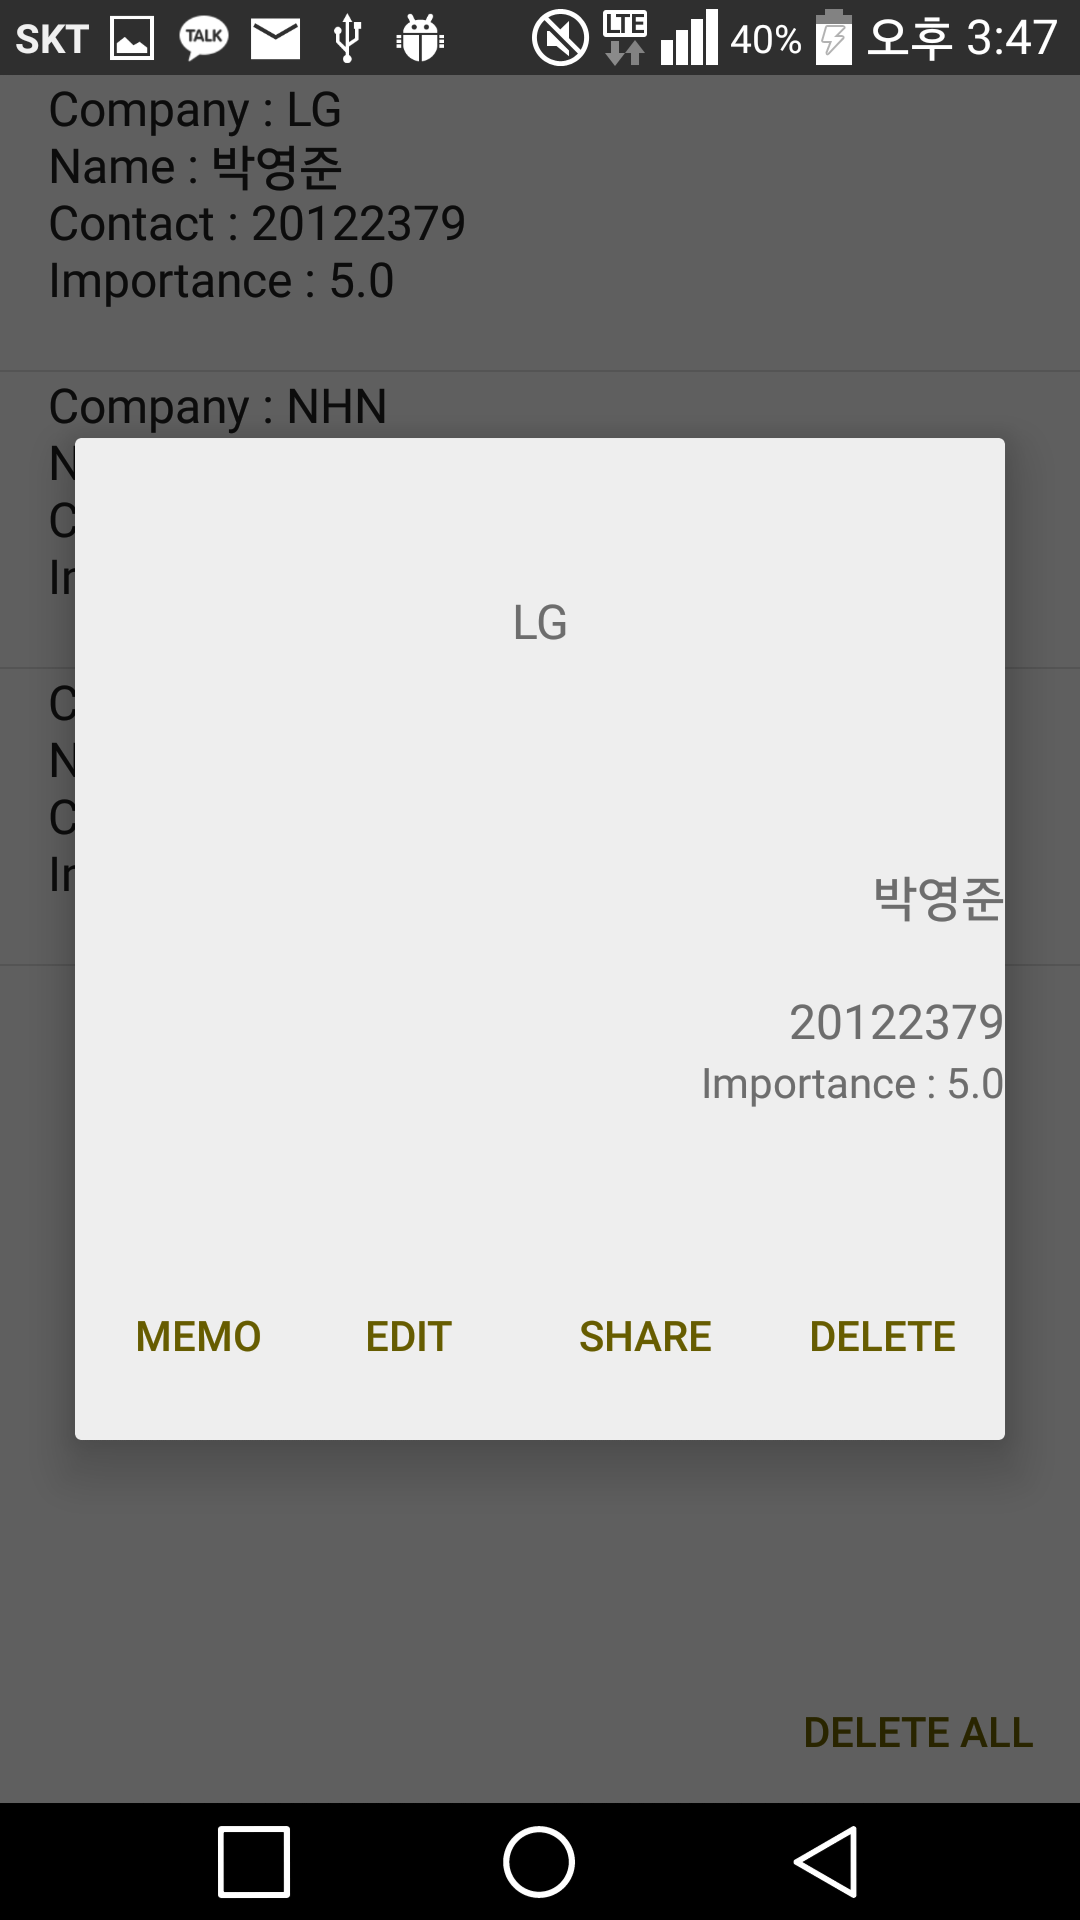 SKT TALK LTE 40% 오후 3:47
Company : LG
Name : 박영준
Contact : 20122379
Importance : 5.0
Company : NHN
N
C
C
N
C
LG
박영준
20122379
Importance : 5.0
MEMO EDIT SHARE DELETE
DELETE ALL